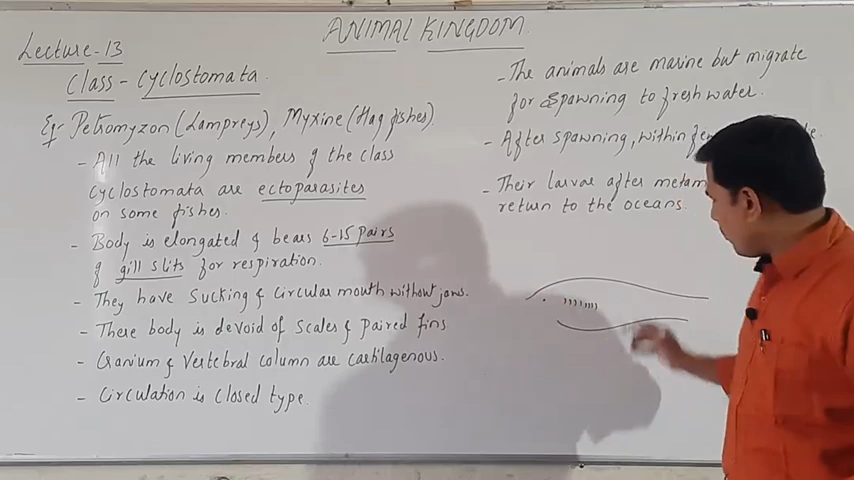 ANIMAL KINGDOM
Lecture-13
Class - Cyclostomata.
Eg- Petromyzon (Lampreys), Myxine (Hag fishes)
- All the living members of the class
cyclostomata are ectoparasites
on some fishes.
- Body is elongated & bears 6-15 pairs
of gill slits for respiration.
- They have Sucking & Circular mouth without jaws.
- There body is devoid of Scales & Paired fins
- Cranium & Vertebral column are cartilagenous.
- Circulation is closed type.
- The animals are marine but migrate
for Spawning to fresh water.
- After spawning, within
- Their larvae after
return to the oceans.